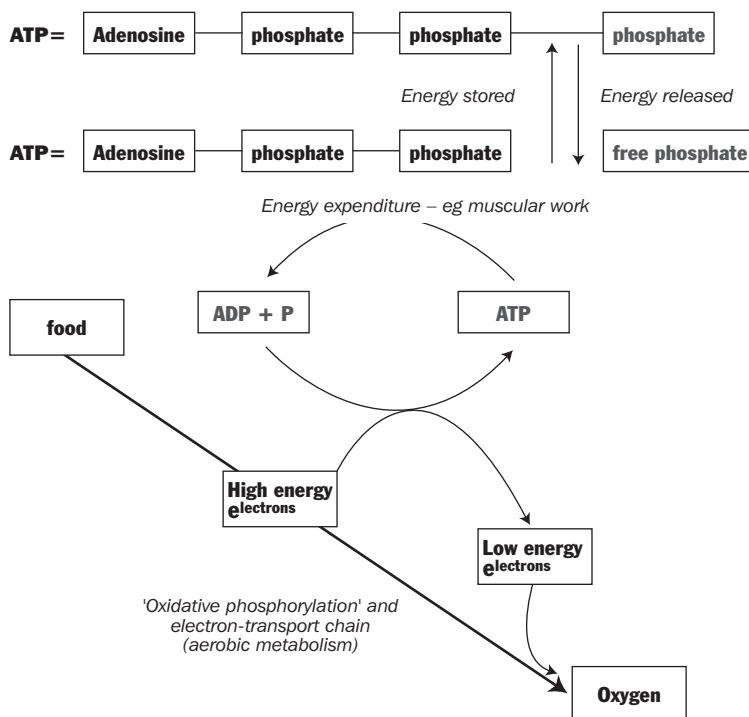 ATP= Adenosine phosphate phosphate phosphate
Energy stored Energy released
ATP= Adenosine phosphate phosphate free phosphate
Energy expenditure – eg muscular work
ADP + P ATP
food
High energy
electrons
Low energy
electrons
'Oxidative phosphorylation' and
electron-transport chain
(aerobic metabolism)
Oxygen